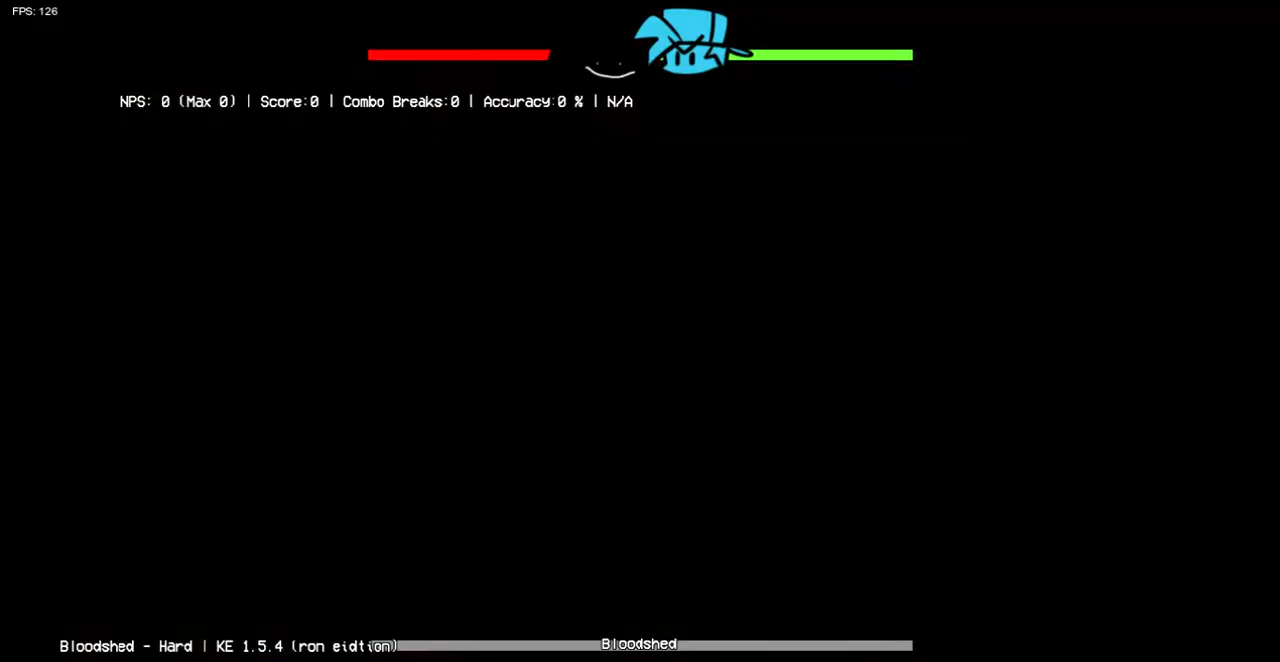 FPS: 126
NPS: 0 (Max 0) | Score:0 | Combo Breaks:0 | Accuracy:0 % | N/A
Bloodshed - Hard | KE 1.5.4 (ron eidtion)
Bloodshed